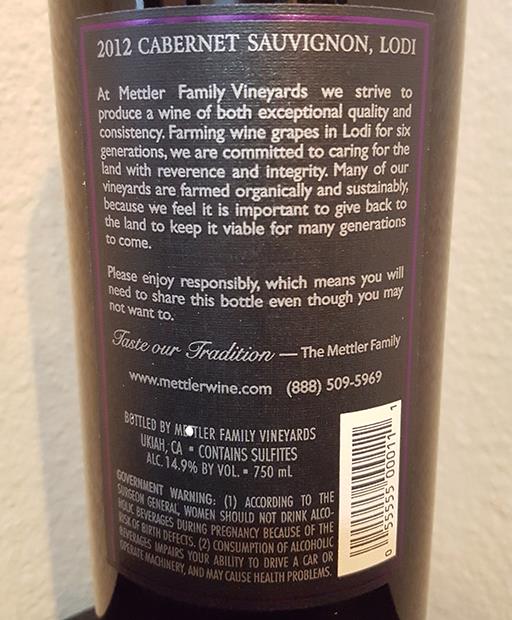 2012 CABERNET SAUVIGNON, LODI
At Mettler Family Vineyards we strive to
produce a wine of both exceptional quality and
consistency. Farming wine grapes in Lodi for six
generations, we are committed to caring for the
land with reverence and integrity. Many of our
vineyards are farmed organically and sustainably,
because we feel it is important to give back to
the land to keep it viable for many generations
to come.
Please enjoy responsibly, which means you will
need to share this bottle even though you may
not want to.
Taste our Tradition — The Mettler Family
www.mettlerwine.com (888) 509-5969
BOTTLED BY METTLER FAMILY VINEYARDS
UKIAH, CA ▪ CONTAINS SULFITES
ALC. 14.9% BY VOL. ▪ 750 mL
GOVERNMENT WARNING: (1) ACCORDING TO THE
SURGEON GENERAL, WOMEN SHOULD NOT DRINK ALCO-
HOLIC BEVERAGES DURING PREGNANCY BECAUSE OF THE
RISK OF BIRTH DEFECTS. (2) CONSUMPTION OF ALCOHOLIC
BEVERAGES IMPAIRS YOUR ABILITY TO DRIVE A CAR OR
OPERATE MACHINERY, AND MAY CAUSE HEALTH PROBLEMS.
0 55555 00011 1